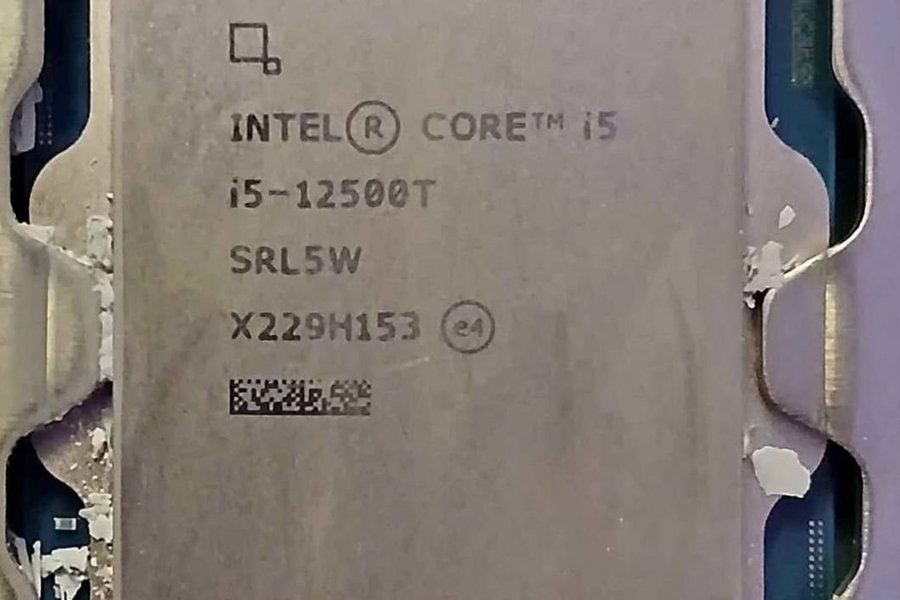 INTEL® CORE™ i5
i5-12500T
SRL5W
X229H153 e4